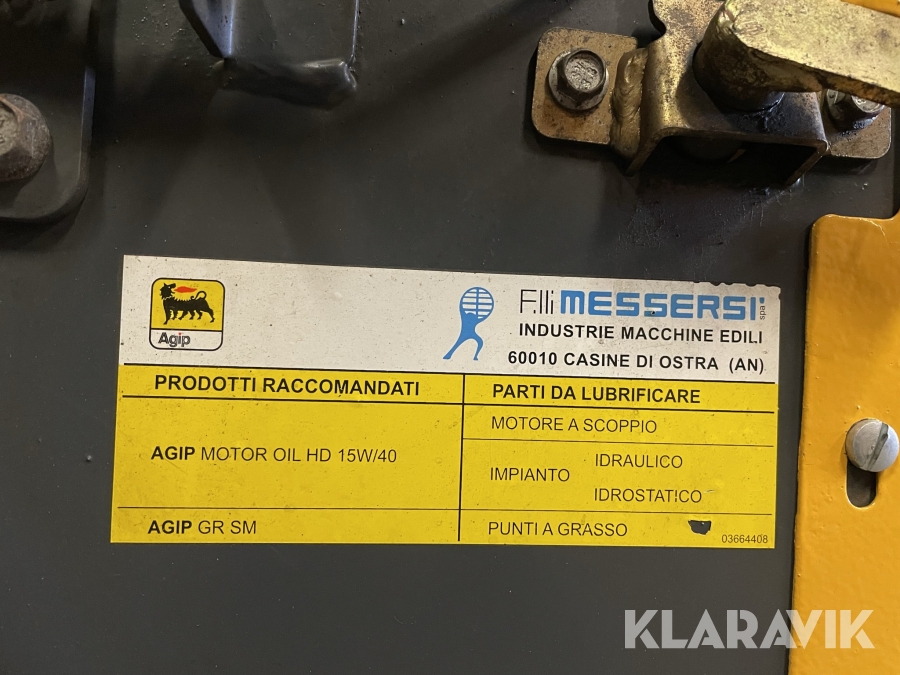 Agip
F.lli MESSERSI' eds
INDUSTRIE MACCHINE EDILI
60010 CASINE DI OSTRA (AN)
PRODOTTI RACCOMANDATI
PARTI DA LUBRIFICARE
AGIP MOTOR OIL HD 15W/40
MOTORE A SCOPPIO
IMPIANTO
IDRAULICO
IDROSTATICO
AGIP GR SM
PUNTI A GRASSO
03664408
KLARAVIK